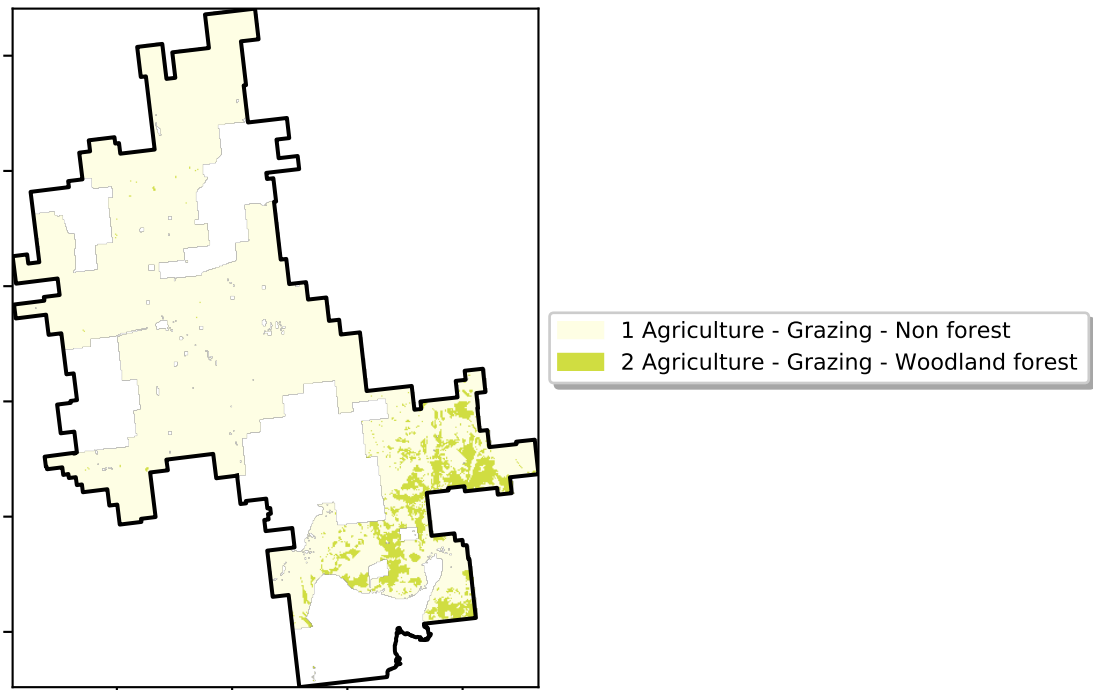 1 Agriculture - Grazing - Non forest
2 Agriculture - Grazing - Woodland forest